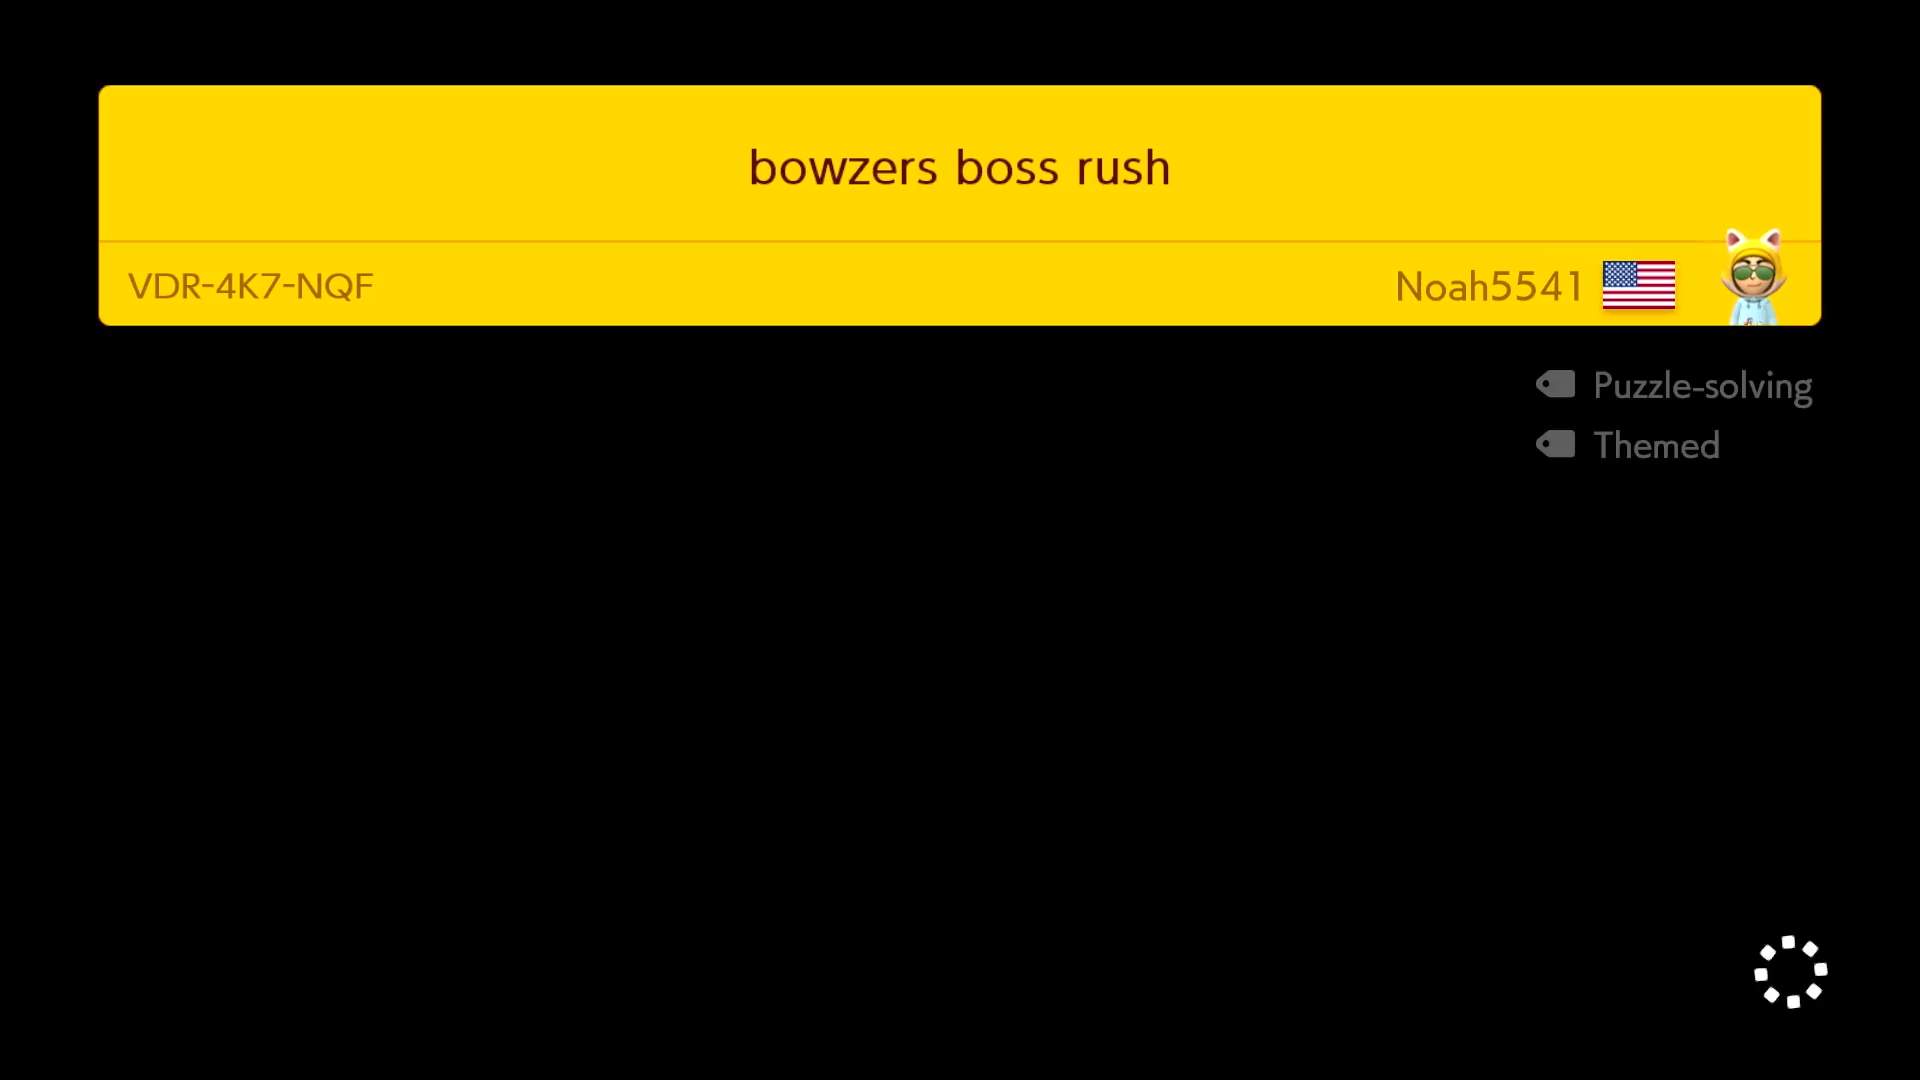 bowzers boss rush
VDR-4K7-NQF
Noah5541
Puzzle-solving
Themed